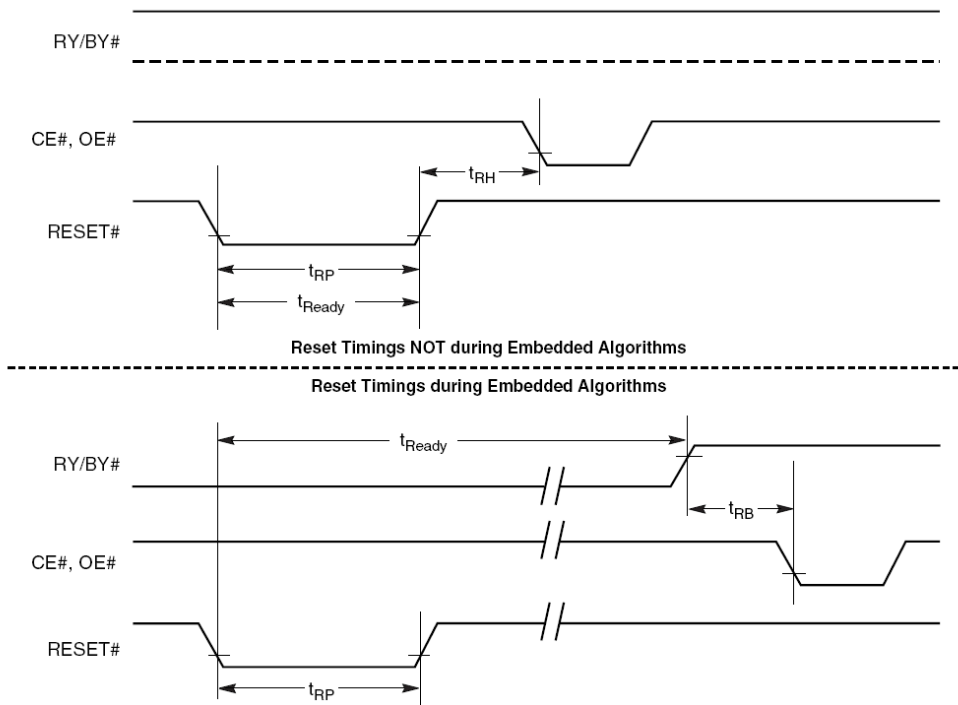 RY/BY#
CE#, OE#
tRH
RESET#
tRP
tReady
Reset Timings NOT during Embedded Algorithms
Reset Timings during Embedded Algorithms
tReady
RY/BY#
tRB
CE#, OE#
RESET#
tRP